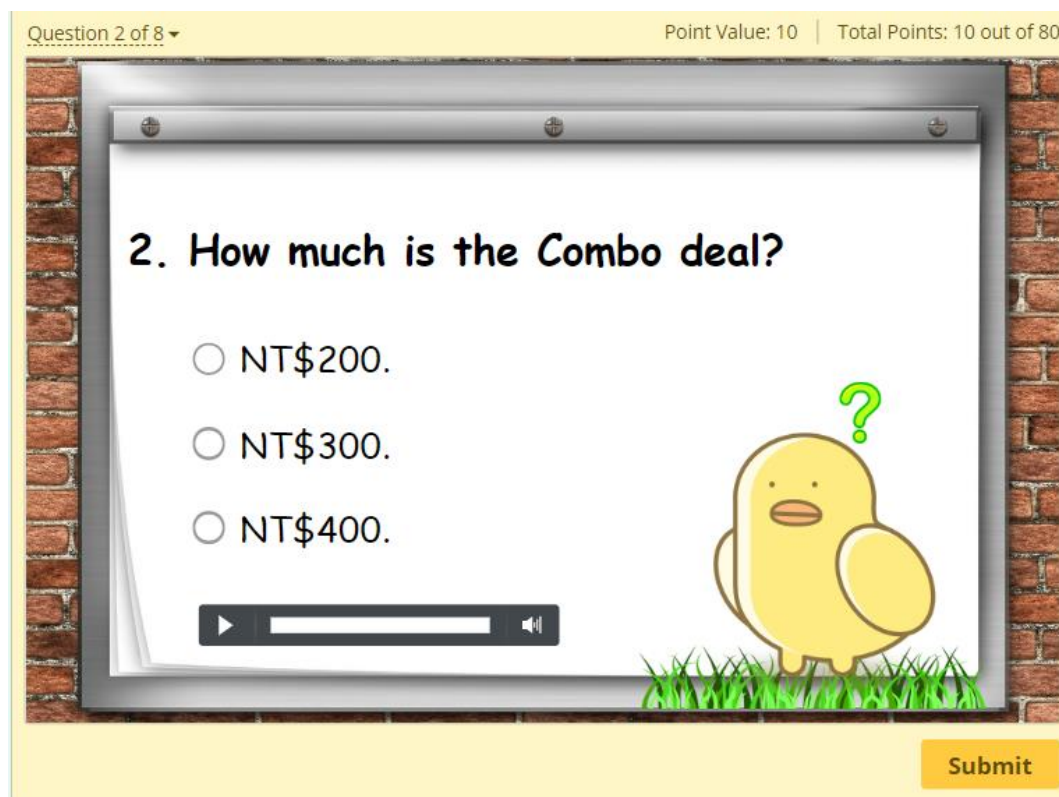 Question 2 of 8
Point Value: 10 | Total Points: 10 out of 80
2. How much is the Combo deal?
NT$200.
NT$300.
NT$400.
?
Submit